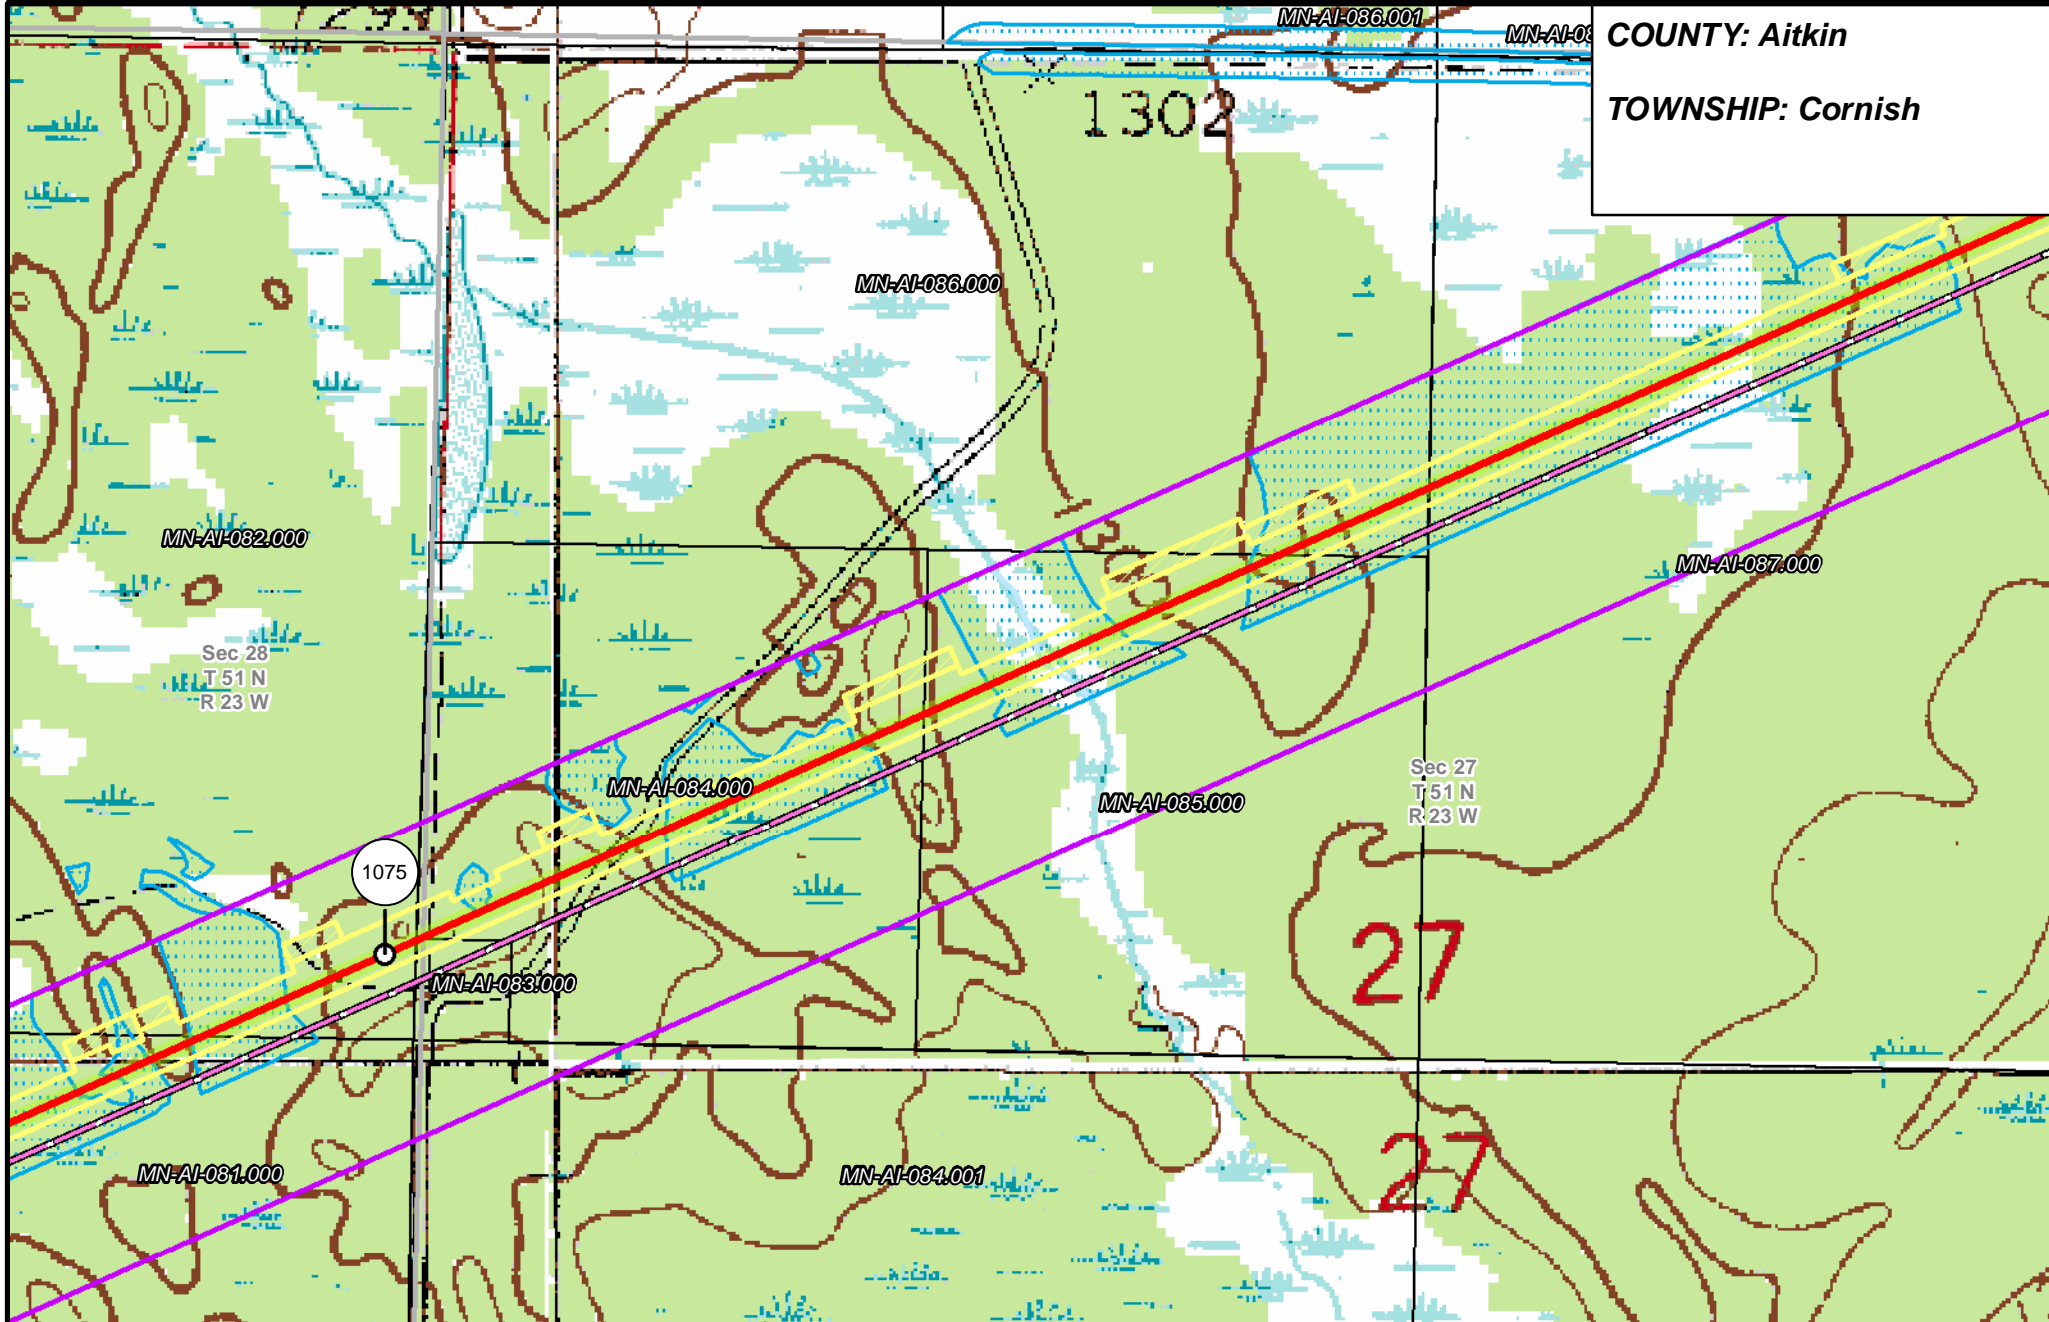 MN-AI-086.001
MN-AI-08
COUNTY: Aitkin
TOWNSHIP: Cornish
1302
MN-AI-086.000
MN-AI-082.000
MN-AI-087.000
Sec 28
T 51 N
R 23 W
Sec 27
T 51 N
R 23 W
MN-AI-084.000
MN-AI-085.000
1075
27
MN-AI-083.000
27
MN-AI-081.000
MN-AI-084.001